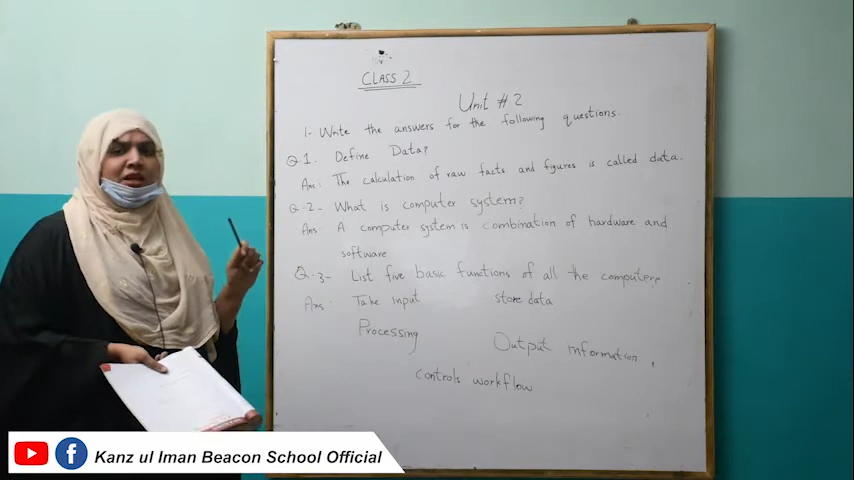 CLASS 2
Unit # 2
1- Write the answers for the following questions.
Q 1. Define Data?
Ans: The calculation of raw facts and figures is called data.
Q-2- What is computer system?
Ans A computer system is combination of hardware and
software
Q-3- List five basic functions of all the computer?
Ans: Take input store data
Processing Output information.
controls workflow
Kanz ul Iman Beacon School Official